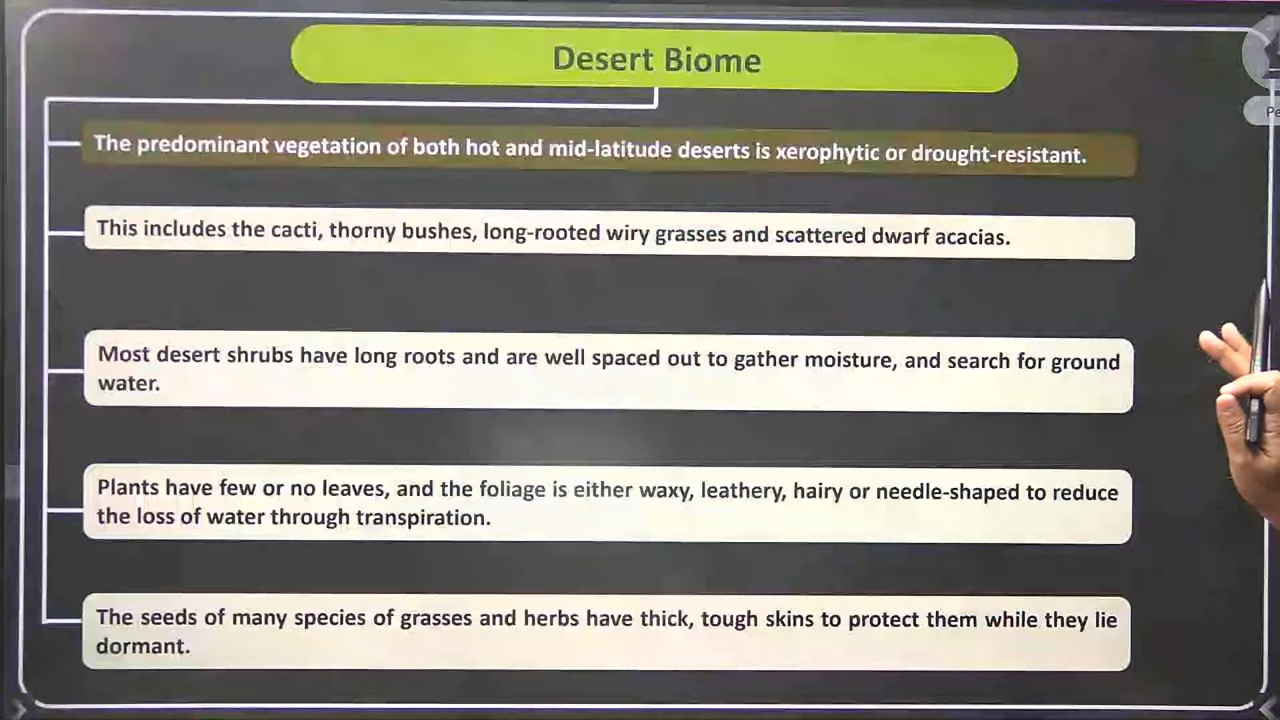 Desert Biome
The predominant vegetation of both hot and mid-latitude deserts is xerophytic or drought-resistant.
This includes the cacti, thorny bushes, long-rooted wiry grasses and scattered dwarf acacias.
Most desert shrubs have long roots and are well spaced out to gather moisture, and search for ground
water.
Plants have few or no leaves, and the foliage is either waxy, leathery, hairy or needle-shaped to reduce
the loss of water through transpiration.
The seeds of many species of grasses and herbs have thick, tough skins to protect them while they lie
dormant.